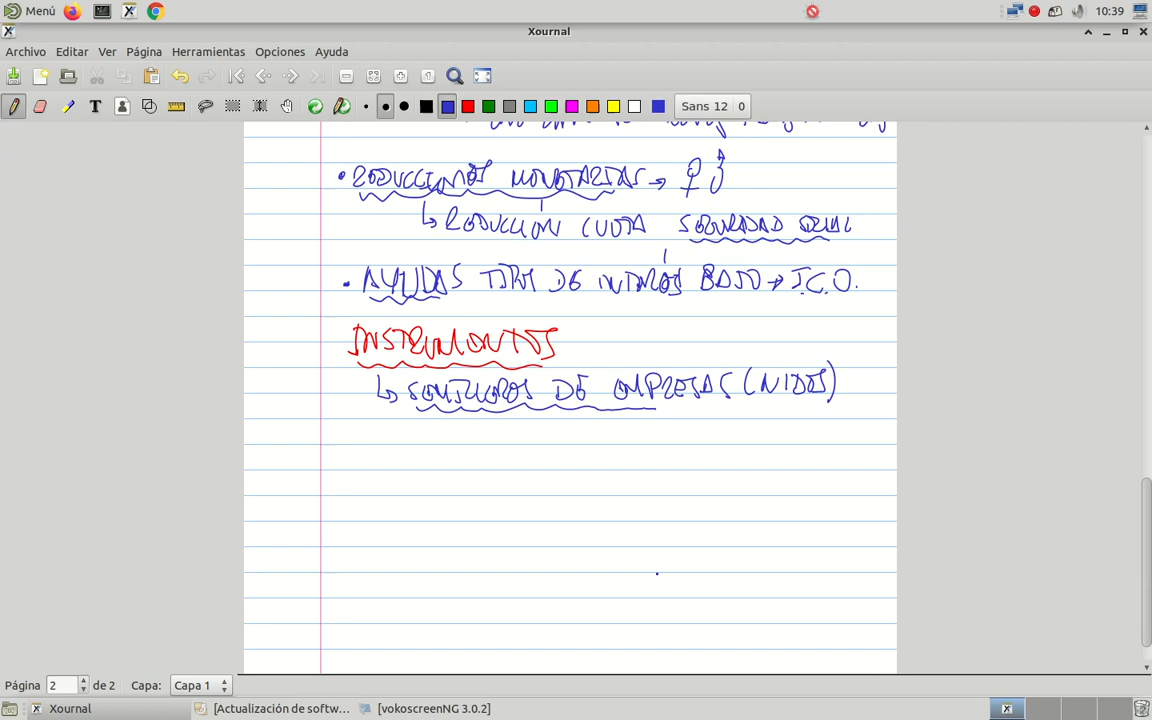 Menú 10:39
Xournal
Archivo Editar Ver Página Herramientas Opciones Ayuda
Sans 12 0
• REDUCCIONES MONETARIAS → ♀
↳ REDUCCIÓN CUOTA SEGURIDAD SOCIAL
• AYUDAS TIPO DE INTERÉS BAJO → I.C.O.
INSTRUMENTOS
↳ SEMILLEROS DE EMPRESAS (NIDOS)
Página 2 de 2 Capa: Capa 1
Xournal [Actualización de softw... [vokoscreenNG 3.0.2]